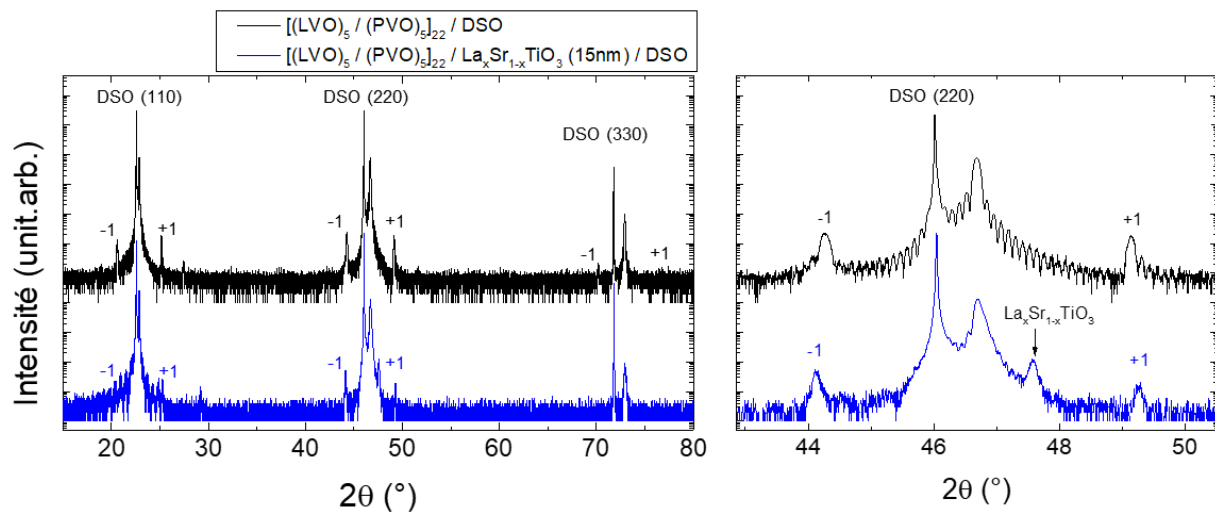 [(LVO)₅ / (PVO)₅]₂₂ / DSO
[(LVO)₅ / (PVO)₅]₂₂ / LaₓSr₁₋ₓTiO₃ (15nm) / DSO
DSO (110)
DSO (220)
DSO (330)
-1
+1
-1
+1
-1
+1
-1
+1
-1
+1
20
30
40
50
60
70
80
2θ (°)
Intensité (unit.arb.)
DSO (220)
-1
+1
LaₓSr₁₋ₓTiO₃
-1
+1
44
46
48
50
2θ (°)